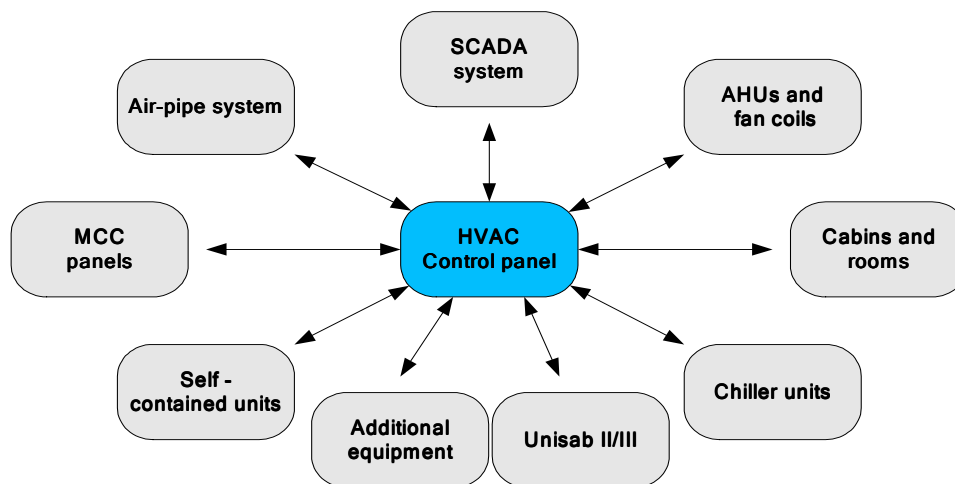 SCADA
system
Air-pipe system
AHUs and
fan coils
MCC
panels
HVAC
Control panel
Cabins and
rooms
Self -
contained units
Chiller units
Additional
equipment
Unisab II/III